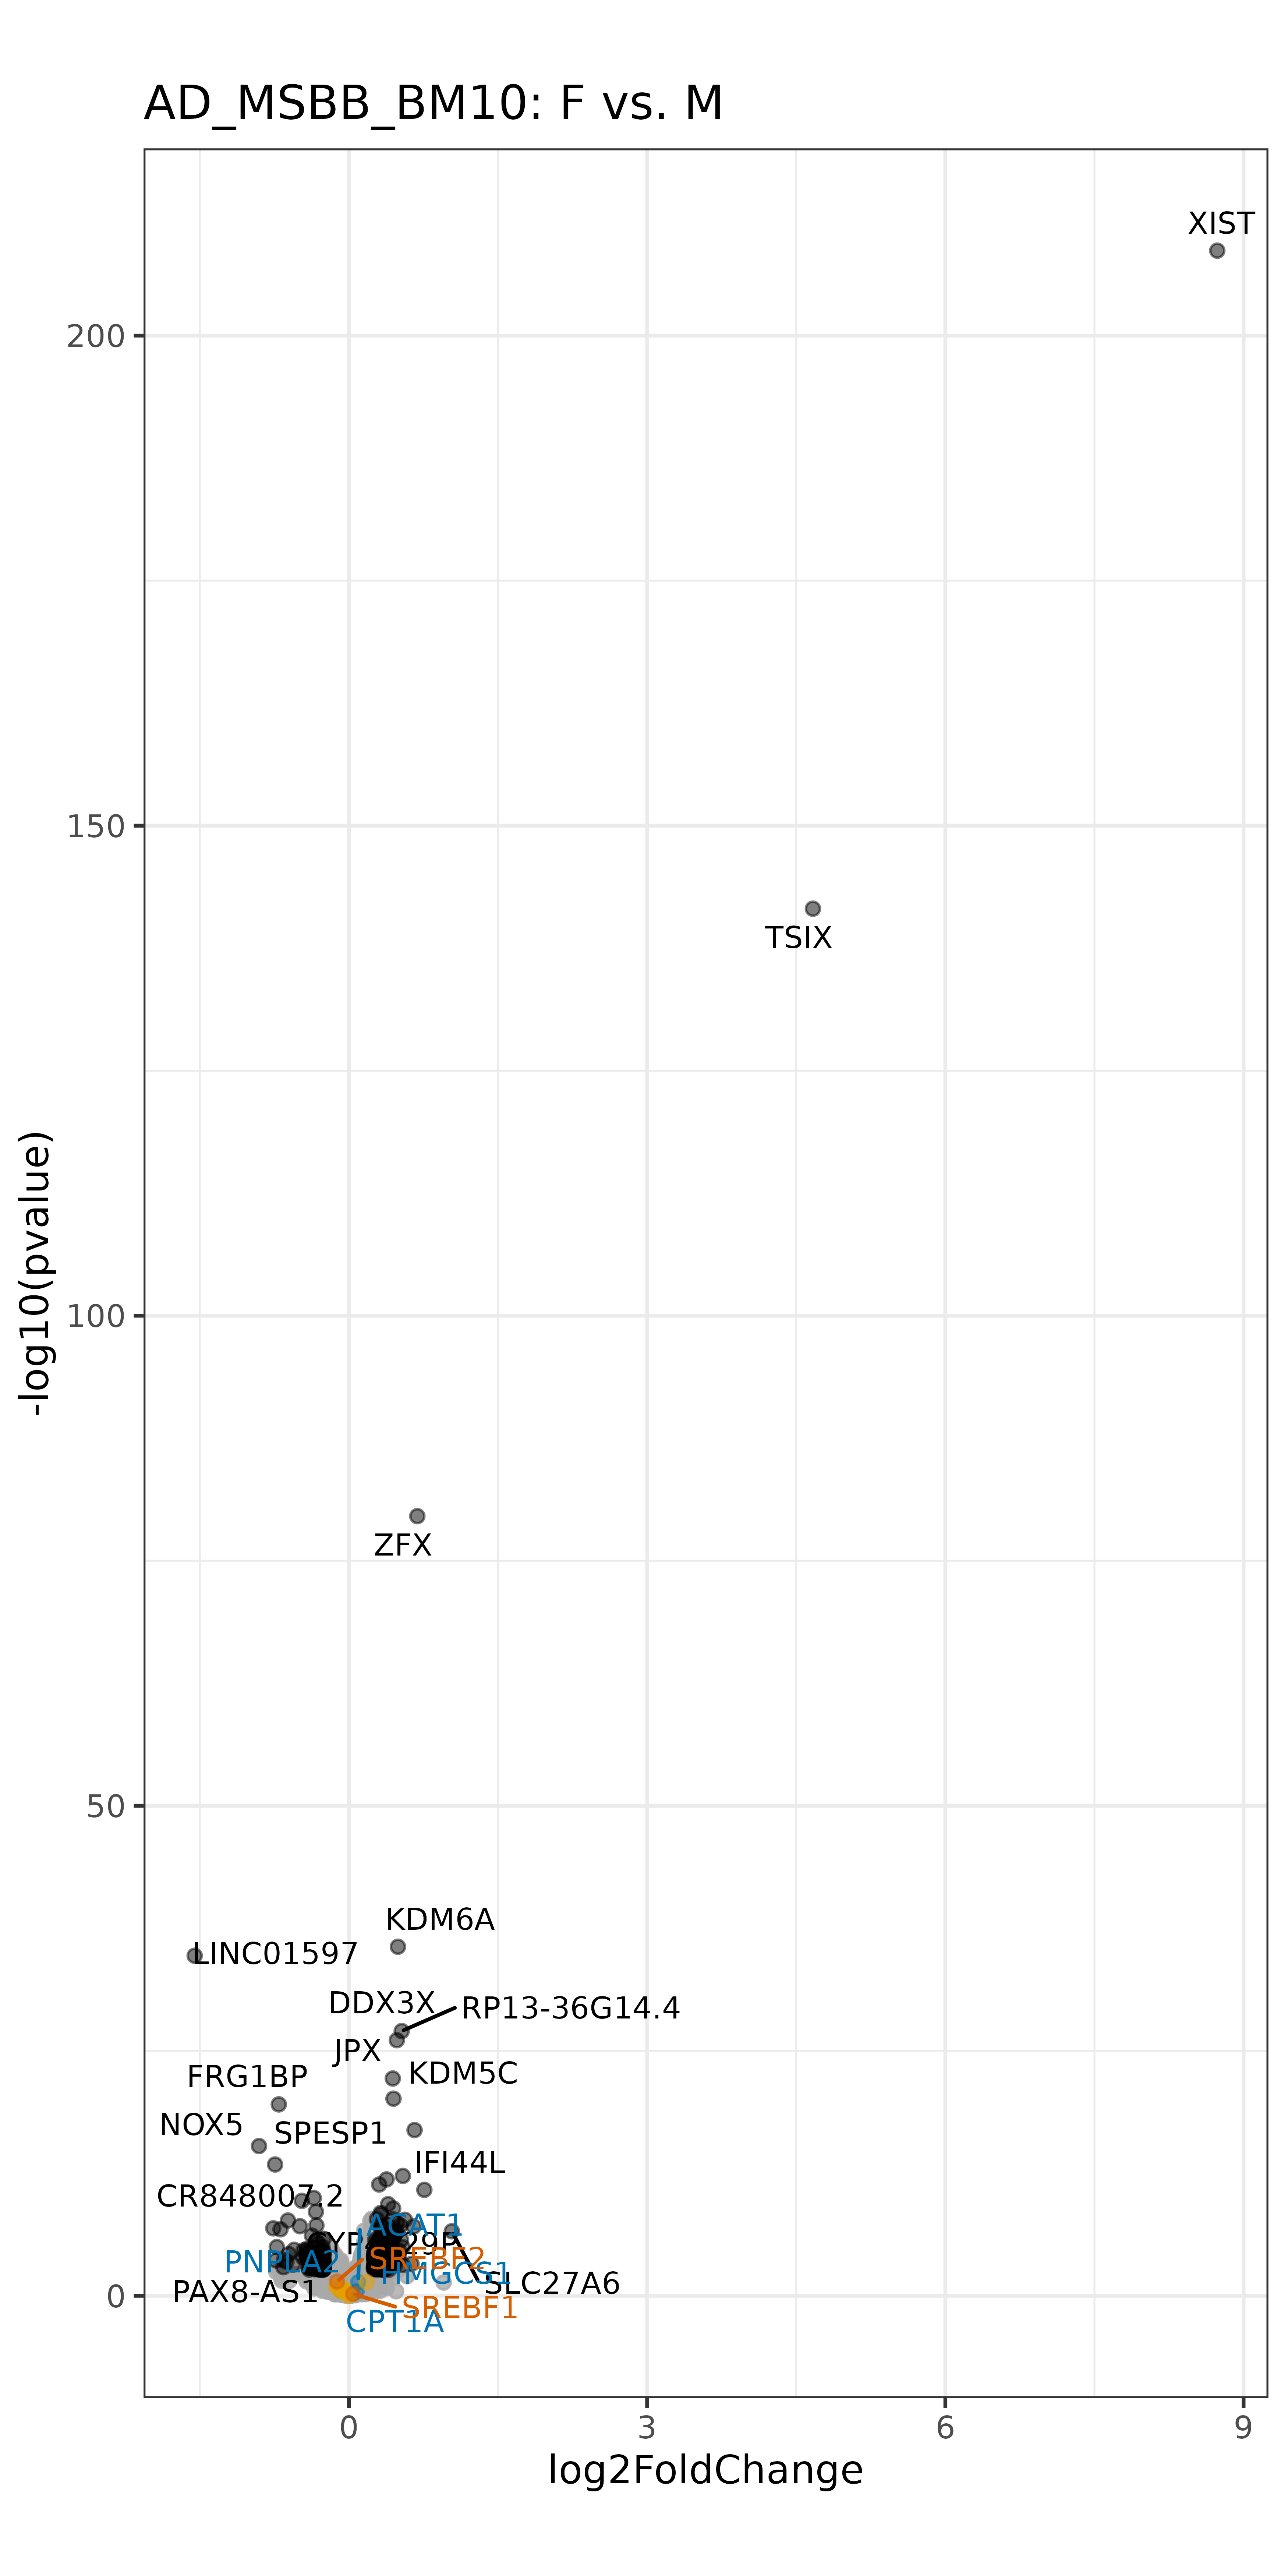 AD_MSBB_BM10: F vs. M
XIST
200
150
TSIX
-log10(pvalue)
100
ZFX
50
KDM6A
LINC01597
DDX3X
RP13-36G14.4
JPX
KDM5C
FRG1BP
NOX5
SPESP1
IFI44L
CR848007.2
ACAT1
SREBF2
PNPLA2
HMGCS1
SLC27A6
PAX8-AS1
0
SREBF1
CPT1A
0
3
6
9
log2FoldChange